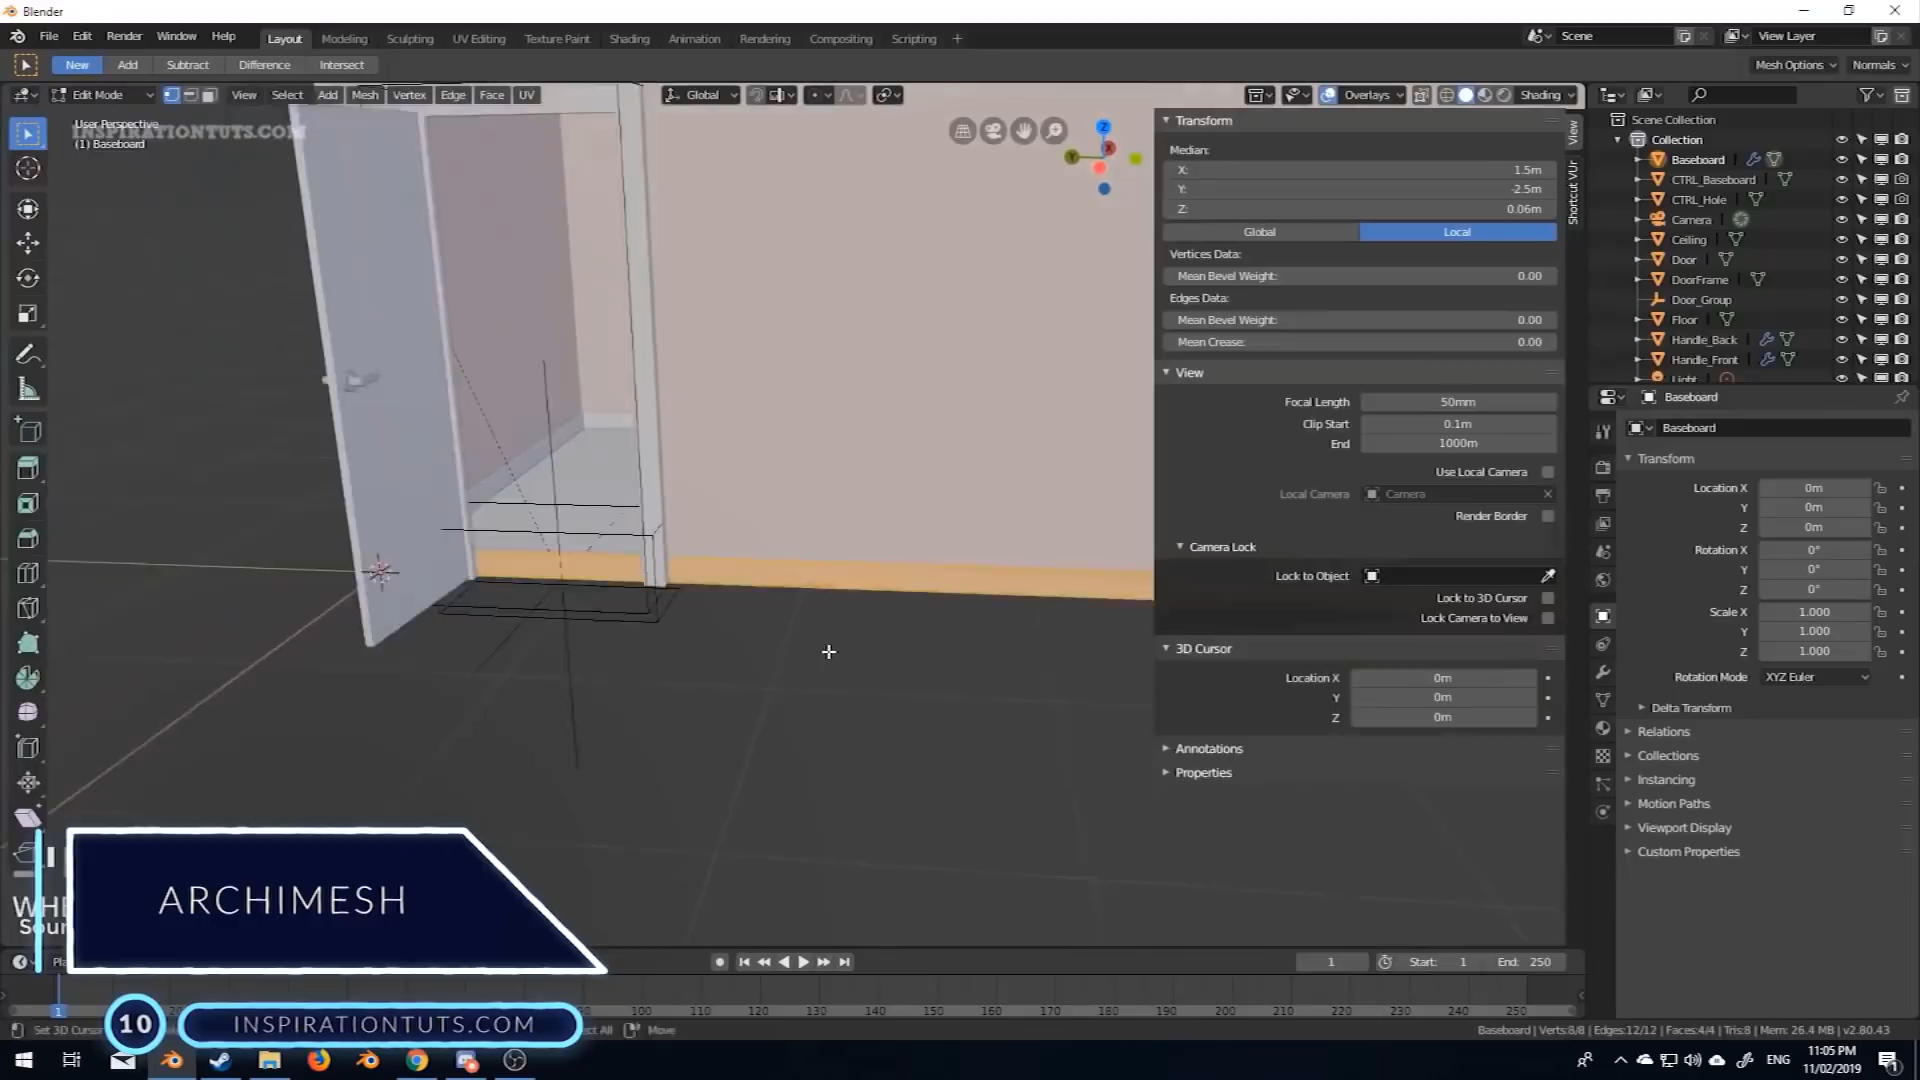 Blender
File Edit Render Window Help
Layout Modeling Sculpting UV Editing Texture Paint Shading Animation Rendering Compositing Scripting +
Scene View Layer
New Add Subtract Difference Intersect
Mesh Options Normals
Edit Mode View Select Add Mesh Vertex Edge Face UV
Global Overlays Shading
User Perspective
INSPIRATIONTUTS.COM
(1) Baseboard
Z
Y
X
View
Shortcut VUr
Transform
Median:
X: 1.5m
Y: -2.5m
Z: 0.06m
Global Local
Vertices Data:
Mean Bevel Weight: 0.00
Edges Data:
Mean Bevel Weight: 0.00
Mean Crease: 0.00
View
Focal Length 50mm
Clip Start 0.1m
End 1000m
Use Local Camera
Local Camera Camera
Render Border
Camera Lock
Lock to Object
Lock to 3D Cursor
Lock Camera to View
3D Cursor
Location X 0m
Y 0m
Z 0m
Annotations
Properties
Scene Collection
Collection
Baseboard
CTRL_Baseboard
CTRL_Hole
Camera
Ceiling
Door
DoorFrame
Door_Group
Floor
Handle_Back
Handle_Front
Light
Baseboard
Baseboard
Transform
Location X 0m
Y 0m
Z 0m
Rotation X 0°
Y 0°
Z 0°
Scale X 1.000
Y 1.000
Z 1.000
Rotation Mode XYZ Euler
Delta Transform
Relations
Collections
Instancing
Motion Paths
Viewport Display
Custom Properties
ARCHIMESH
10
INSPIRATIONTUTS.COM
1 Start: 1 End: 250
1 100 110 120 130 140 150 160 170 180 190 200 210 220 230 240 250
Set 3D Curso Move
Baseboard | Verts:8/8 | Edges:12/12 | Faces:4/4 | Tris:8 | Mem: 26.4 MB | v2.80.43
ENG
11:05 PM
11/02/2019
1